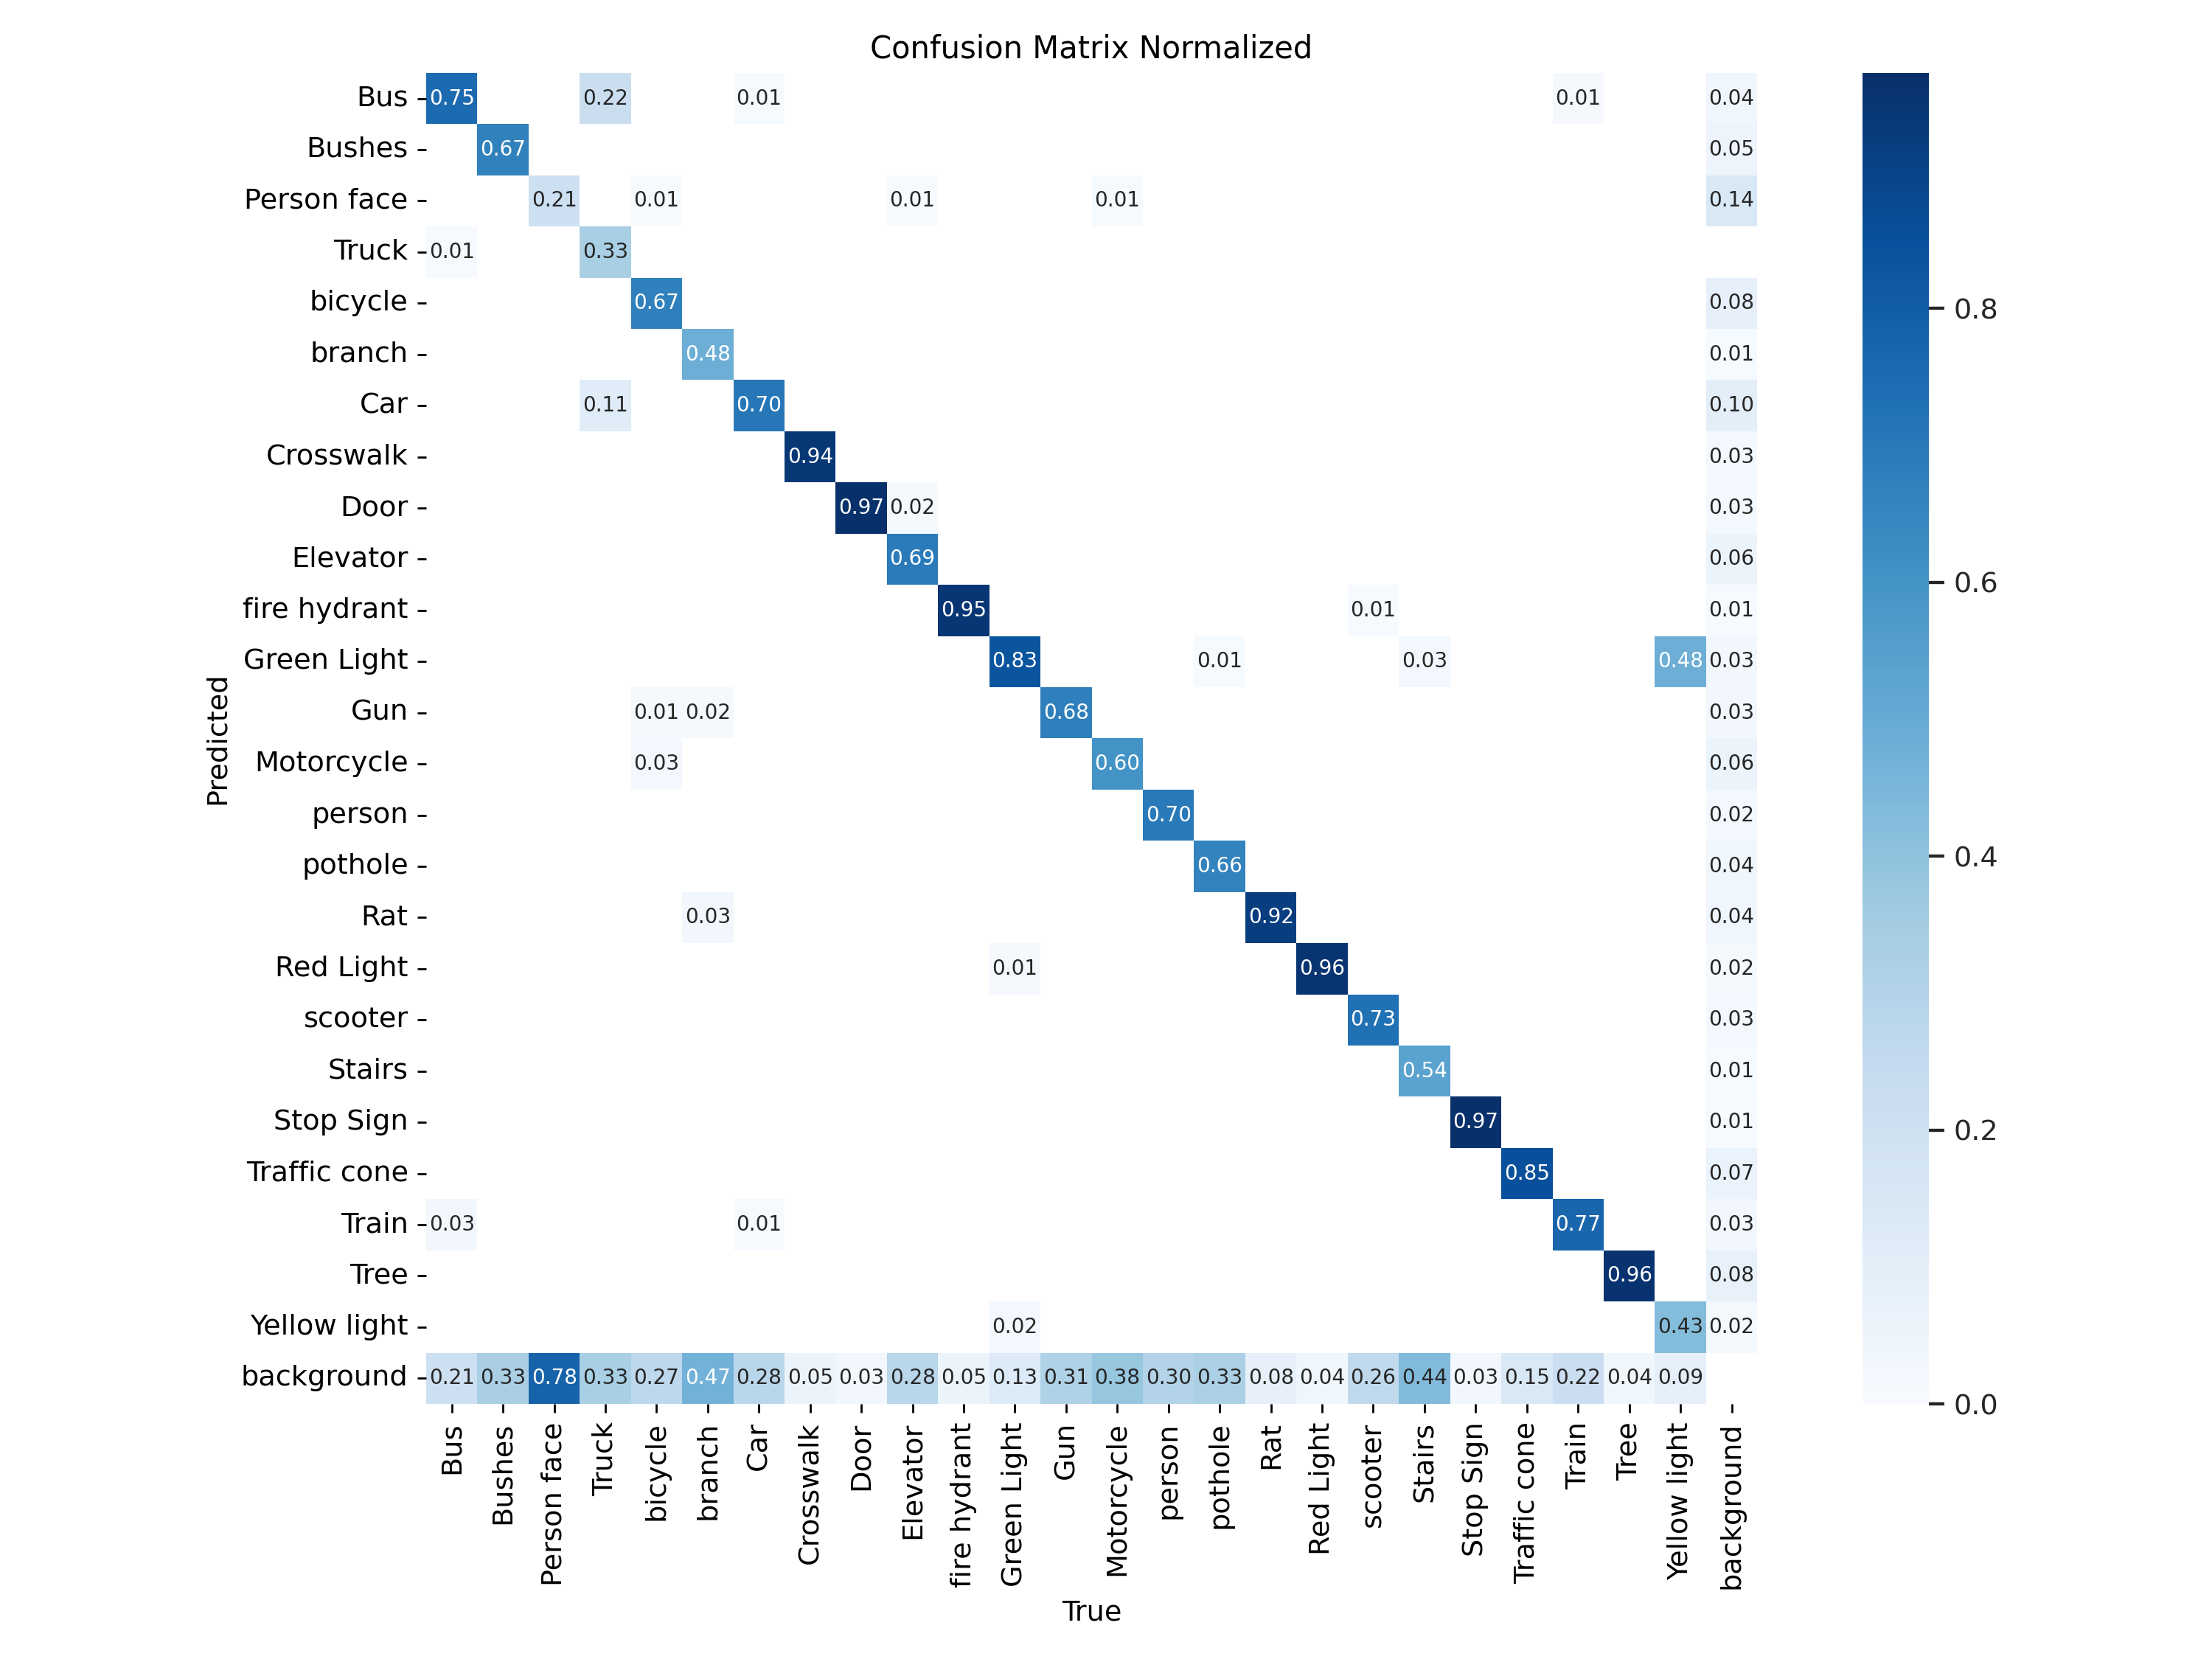 Confusion Matrix Normalized
Bus 0.75 0.22 0.01 0.01 0.04
Bushes 0.67 0.05
Person face 0.21 0.01 0.01 0.01 0.14
Truck 0.01 0.33
bicycle 0.67 0.08
branch 0.48 0.01
Car 0.11 0.70 0.10
Crosswalk 0.94 0.03
Door 0.97 0.02 0.03
Elevator 0.69 0.06
fire hydrant 0.95 0.01 0.01
Green Light 0.83 0.01 0.03 0.48 0.03
Gun 0.01 0.02 0.68 0.03
Motorcycle 0.03 0.60 0.06
person 0.70 0.02
pothole 0.66 0.04
Rat 0.03 0.92 0.04
Red Light 0.01 0.96 0.02
scooter 0.73 0.03
Stairs 0.54 0.01
Stop Sign 0.97 0.01
Traffic cone 0.85 0.07
Train 0.03 0.01 0.77 0.03
Tree 0.96 0.08
Yellow light 0.02 0.43 0.02
background 0.21 0.33 0.78 0.33 0.27 0.47 0.28 0.05 0.03 0.28 0.05 0.13 0.31 0.38 0.30 0.33 0.08 0.04 0.26 0.44 0.03 0.15 0.22 0.04 0.09
Predicted
Bus
Bushes
Person face
Truck
bicycle
branch
Car
Crosswalk
Door
Elevator
fire hydrant
Green Light
Gun
Motorcycle
person
pothole
Rat
Red Light
scooter
Stairs
Stop Sign
Traffic cone
Train
Tree
Yellow light
background
True
0.8
0.6
0.4
0.2
0.0